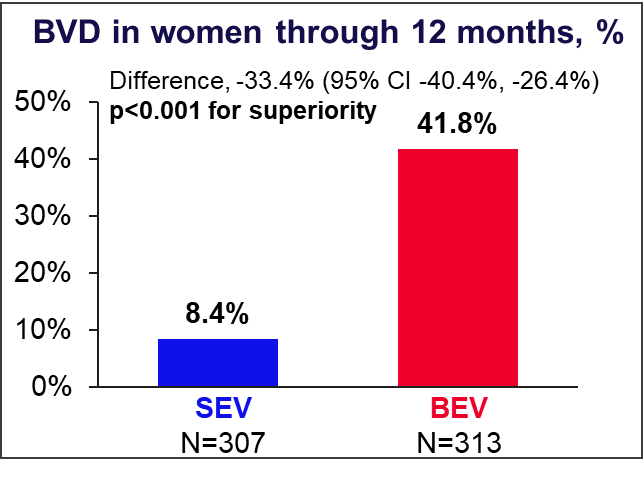 BVD in women through 12 months, %
Difference, -33.4% (95% CI -40.4%, -26.4%)
p<0.001 for superiority
50%
40%
30%
20%
10%
0%
8.4%
41.8%
SEV
BEV
N=307
N=313